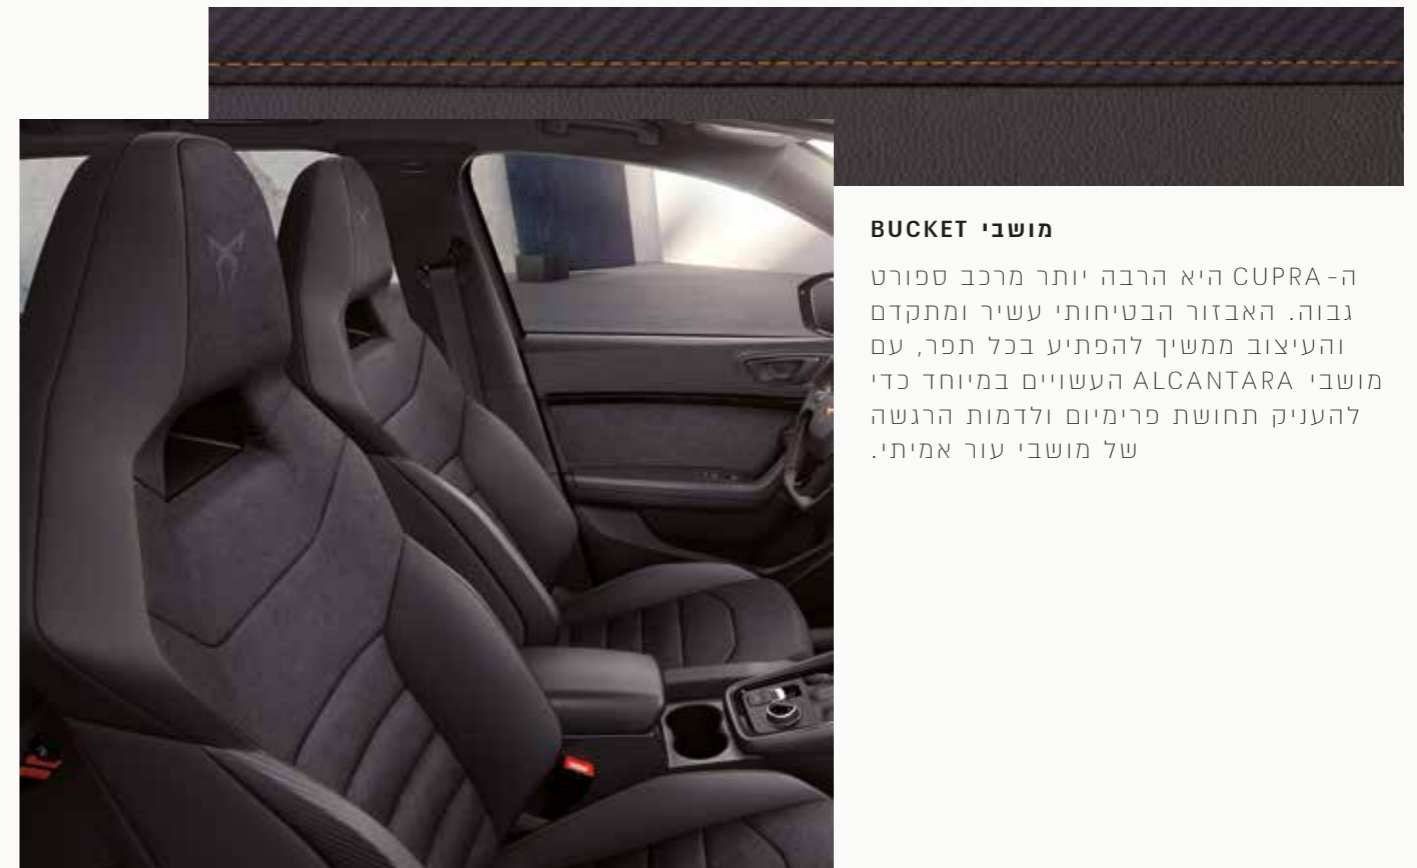 מושבי BUCKET
ה-CUPRA היא הרבה יותר מרכב ספורט
גבוה. האבזור הבטיחותי עשיר ומתקדם
והעיצוב ממשיך להפתיע בכל תפר, עם
מושבי ALCANTARA העשויים במיוחד כדי
להעניק תחושת פרימיום ולדמות הרגשה
של מושבי עור אמיתי.